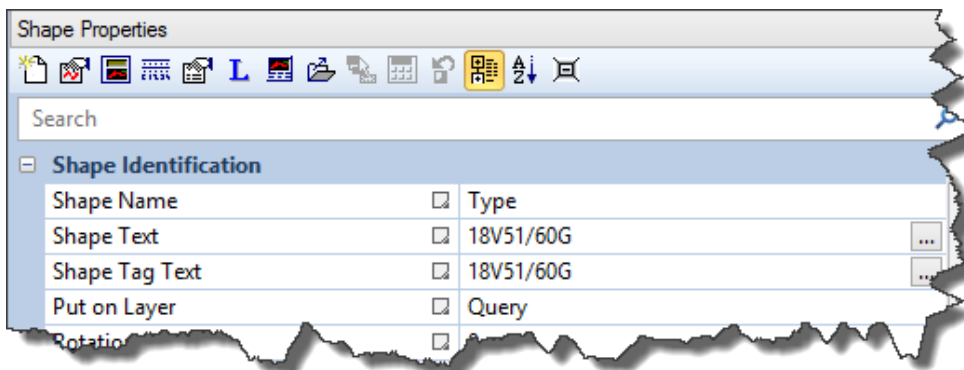 Shape Properties
L
A
Z
Search
Shape Identification
Shape Name Type
Shape Text 18V51/60G ...
Shape Tag Text 18V51/60G ...
Put on Layer Query